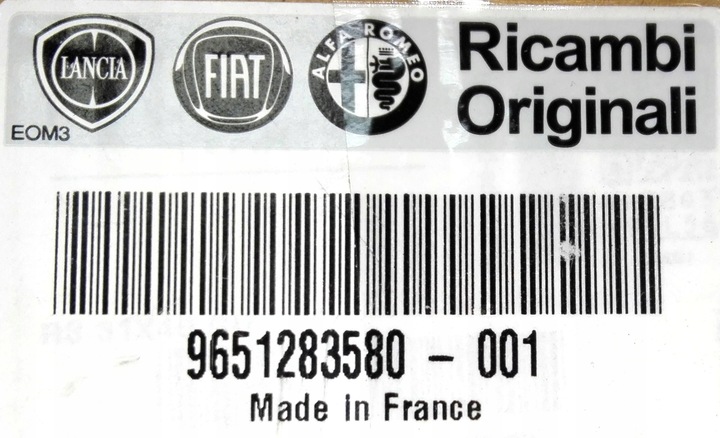 LANCIA
FIAT
ALFA ROMEO
Ricambi
Originali
EOM3
9651283580 - 001
Made in France